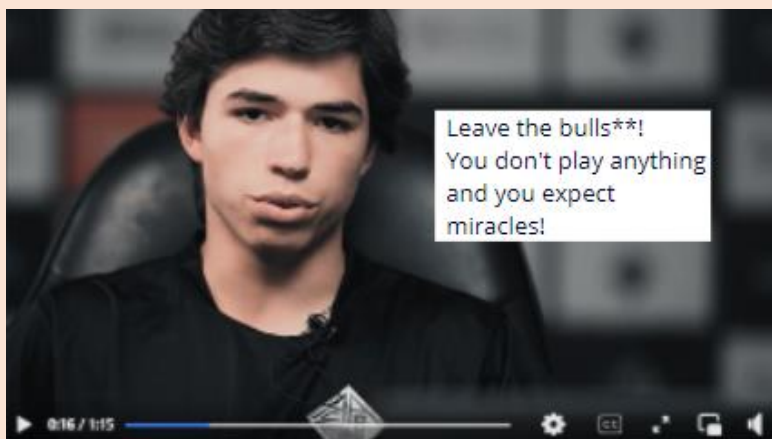 Leave the bulls**!
You don't play anything
and you expect
miracles!
0:16 / 1:15